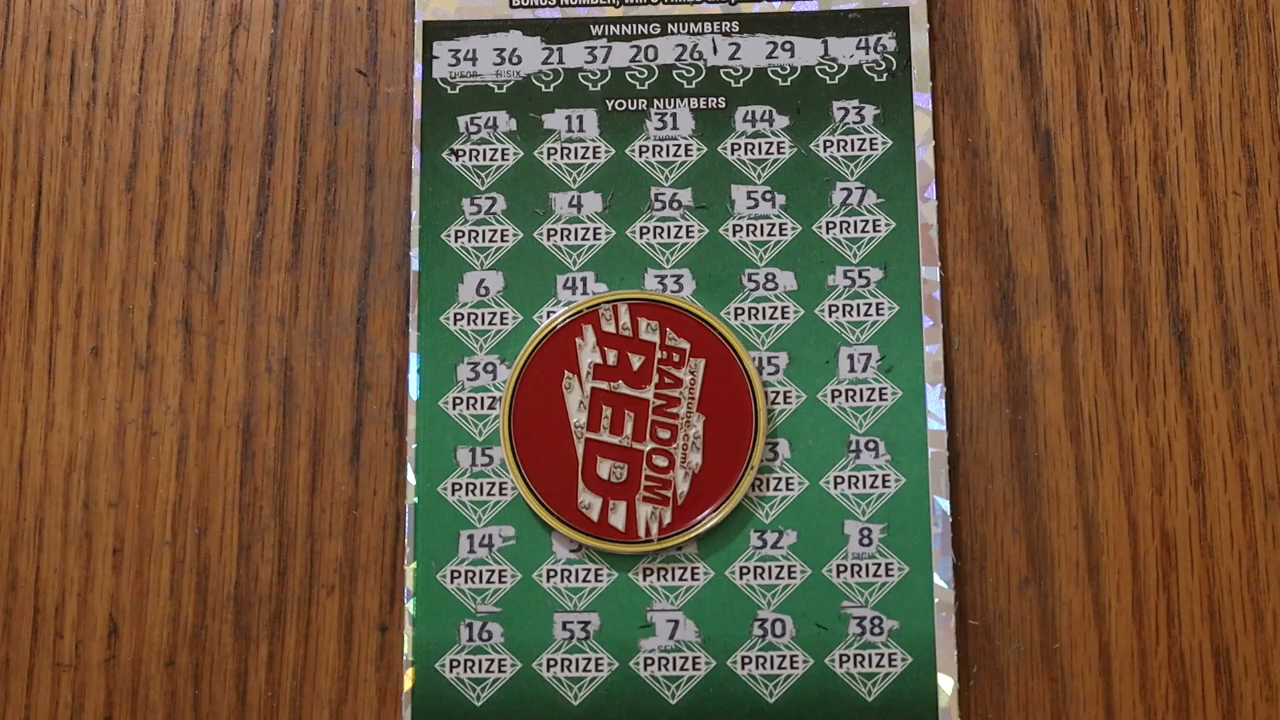 WINNING NUMBERS
34 36 21 37 20 26 2 29 1 46
YOUR NUMBERS
54 11 31 44 23
PRIZE PRIZE PRIZE PRIZE PRIZE
52 4 56 59 27
PRIZE PRIZE PRIZE PRIZE PRIZE
6 41 33 58 55
PRIZE PRIZE PRIZE
39 45 17
PRIZE
15 49
PRIZE PRIZE
14 32 8
PRIZE PRIZE PRIZE PRIZE PRIZE
16 53 7 30 38
PRIZE PRIZE PRIZE PRIZE PRIZE
youtube.com/
RANDOM
RED